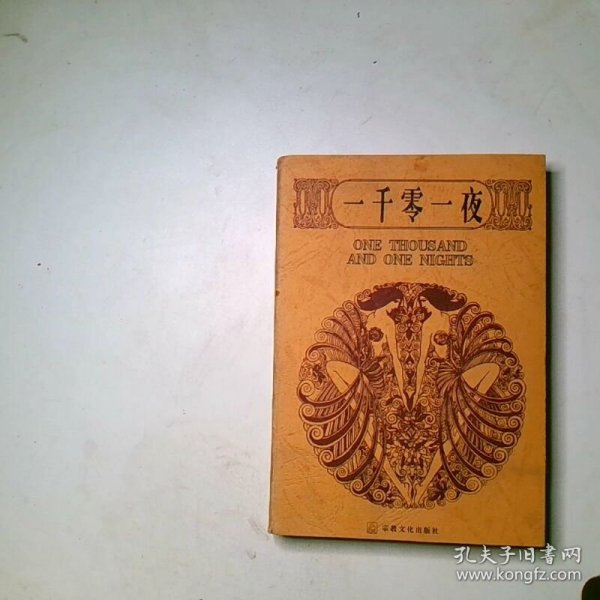 一千零一夜
ONE THOUSAND
AND ONE NIGHTS
宗教文化出版社
孔夫子旧书网
www.kongfz.com